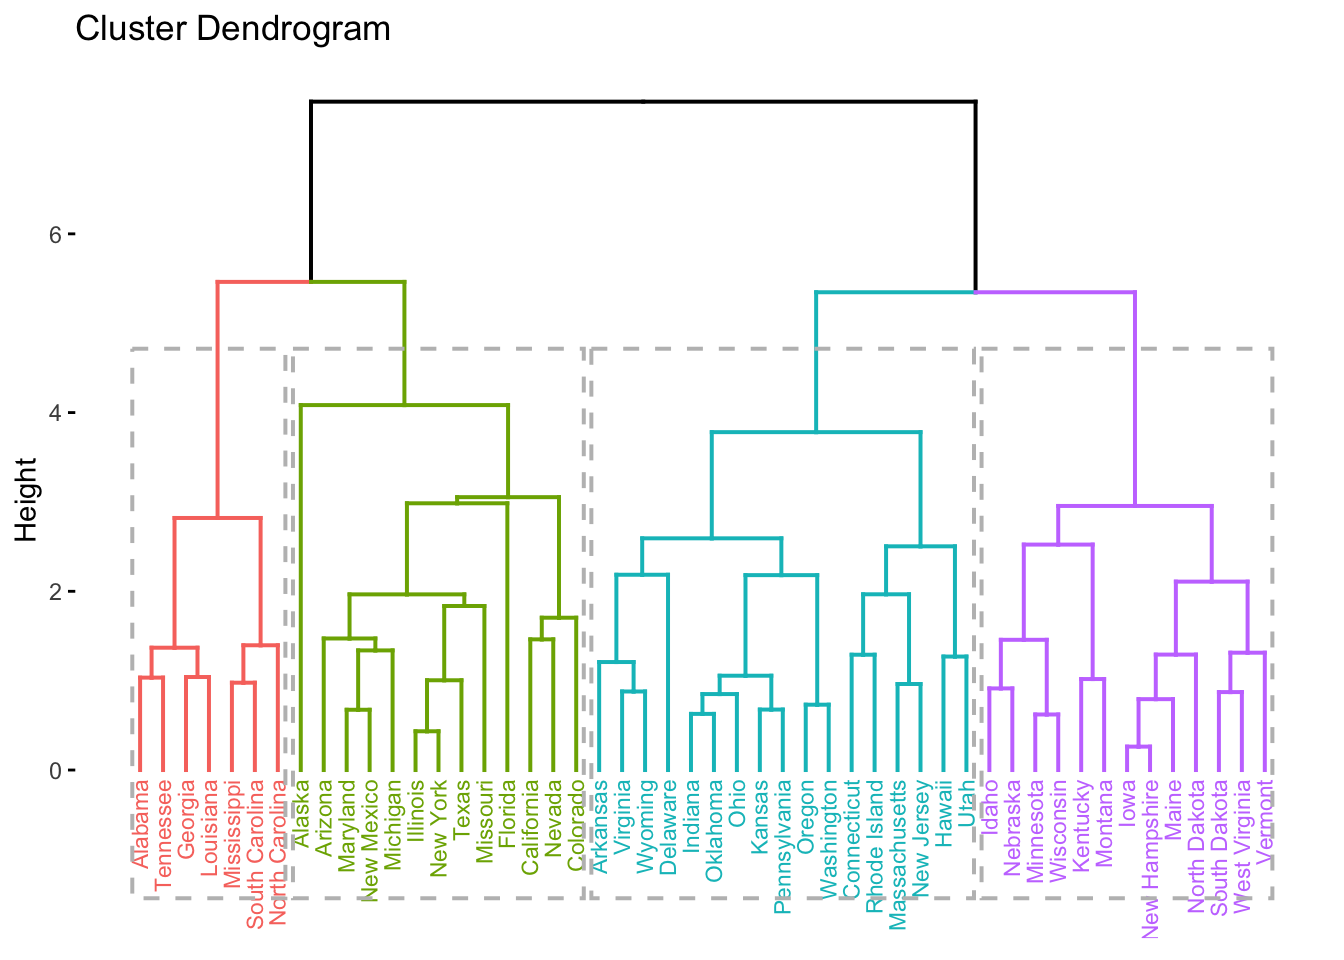 Cluster Dendrogram
6
4
2
0
Height
Alabama
Tennessee
Georgia
Louisiana
Mississippi
South Carolina
North Carolina
Alaska
Arizona
Maryland
New Mexico
Michigan
Illinois
New York
Texas
Missouri
Florida
California
Nevada
Colorado
Arkansas
Virginia
Wyoming
Delaware
Indiana
Oklahoma
Ohio
Kansas
Pennsylvania
Oregon
Washington
Connecticut
Rhode Island
Massachusetts
New Jersey
Hawaii
Utah
Idaho
Nebraska
Minnesota
Wisconsin
Kentucky
Montana
Iowa
New Hampshire
Maine
North Dakota
South Dakota
West Virginia
Vermont